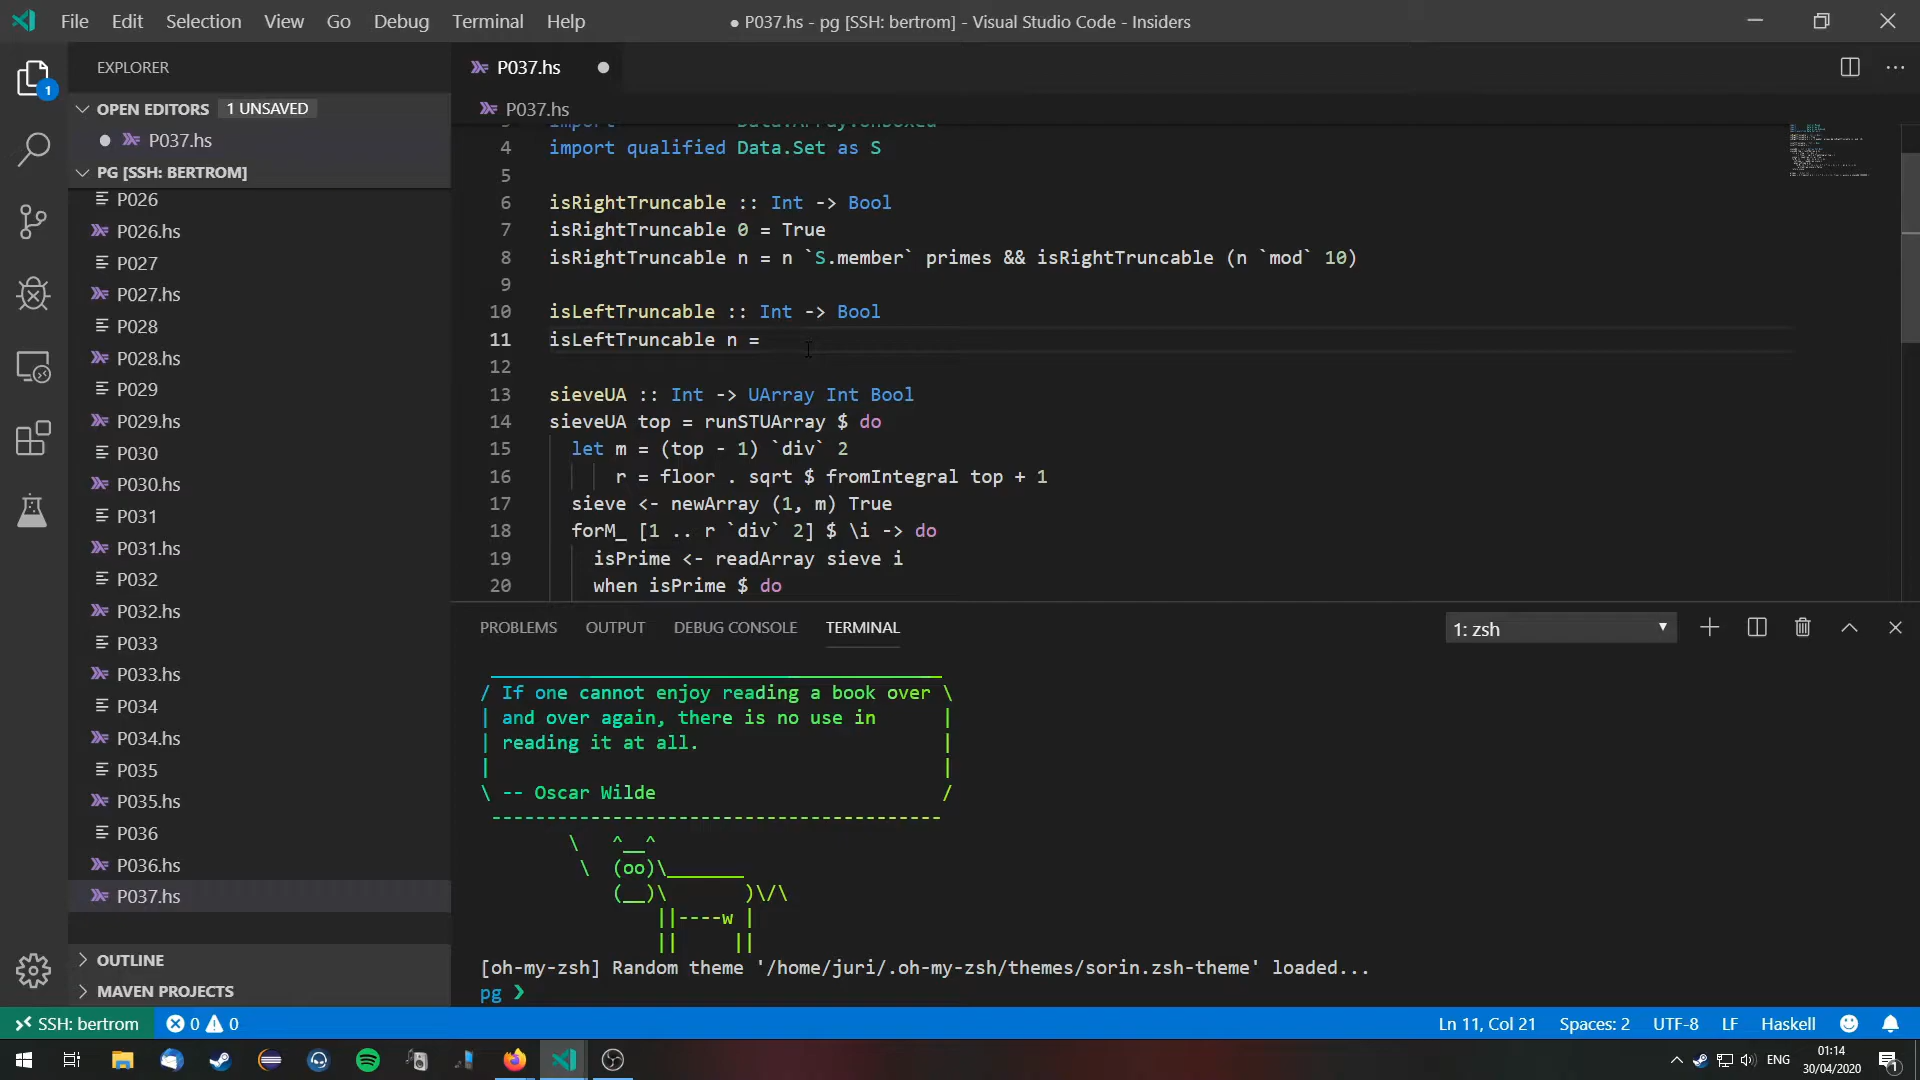 File Edit Selection View Go Debug Terminal Help
● P037.hs - pg [SSH: bertrom] - Visual Studio Code - Insiders
EXPLORER
1
OPEN EDITORS 1 UNSAVED
P037.hs
PG [SSH: BERTROM]
P026
P026.hs
P027
P027.hs
P028
P028.hs
P029
P029.hs
P030
P030.hs
P031
P031.hs
P032
P032.hs
P033
P033.hs
P034
P034.hs
P035
P035.hs
P036
P036.hs
P037.hs
OUTLINE
MAVEN PROJECTS
P037.hs
P037.hs
3 import Data.Array.Unboxed
4 import qualified Data.Set as S
5
6 isRightTruncable :: Int -> Bool
7 isRightTruncable 0 = True
8 isRightTruncable n = n `S.member` primes && isRightTruncable (n `mod` 10)
9
10 isLeftTruncable :: Int -> Bool
11 isLeftTruncable n =
12
13 sieveUA :: Int -> UArray Int Bool
14 sieveUA top = runSTUArray $ do
15 let m = (top - 1) `div` 2
16 r = floor . sqrt $ fromIntegral top + 1
17 sieve <- newArray (1, m) True
18 forM_ [1 .. r `div` 2] $ \i -> do
19 isPrime <- readArray sieve i
20 when isPrime $ do
PROBLEMS OUTPUT DEBUG CONSOLE TERMINAL
1: zsh
________________________________________
/ If one cannot enjoy reading a book over \
| and over again, there is no use in |
| reading it at all. |
| |
\ -- Oscar Wilde /
-----------------------------------------
\ ^__^
\ (oo)\_______
(__)\ )\/\
||----w |
|| ||
[oh-my-zsh] Random theme '/home/juri/.oh-my-zsh/themes/sorin.zsh-theme' loaded...
pg ❯
SSH: bertrom 0 0
Ln 11, Col 21 Spaces: 2 UTF-8 LF Haskell
ENG
01:14
30/04/2020
1